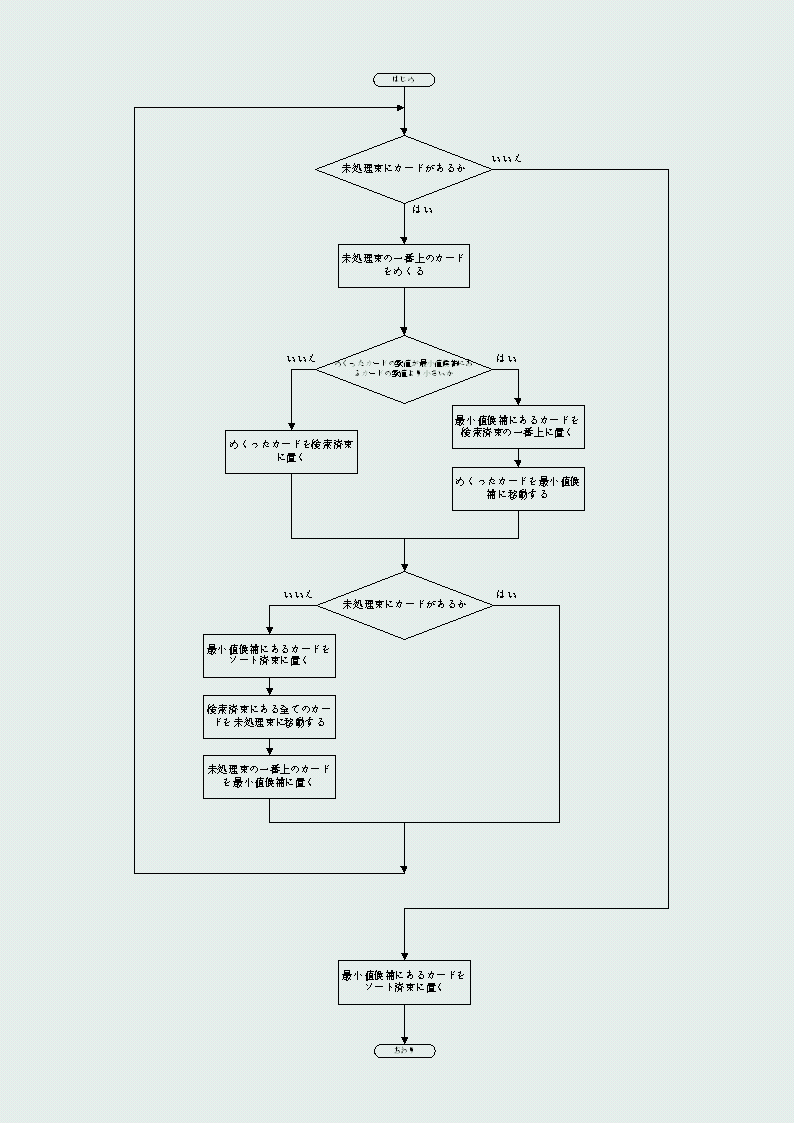 はじめ
未処理束にカードがあるか
いいえ
はい
未処理束の一番上のカード
をめくる
いいえ
めくったカードの数値が最小値候補にあ
るカードの数値より小さいか
はい
最小値候補にあるカードを
検索済束の一番上に置く
めくったカードを検索済束
に置く
めくったカードを最小値候
補に移動する
いいえ
未処理束にカードがあるか
はい
最小値候補にあるカードを
ソート済束に置く
検索済束にある全てのカー
ドを未処理束に移動する
未処理束の一番上のカード
を最小値候補に置く
最小値候補にあるカードを
ソート済束に置く
おわり